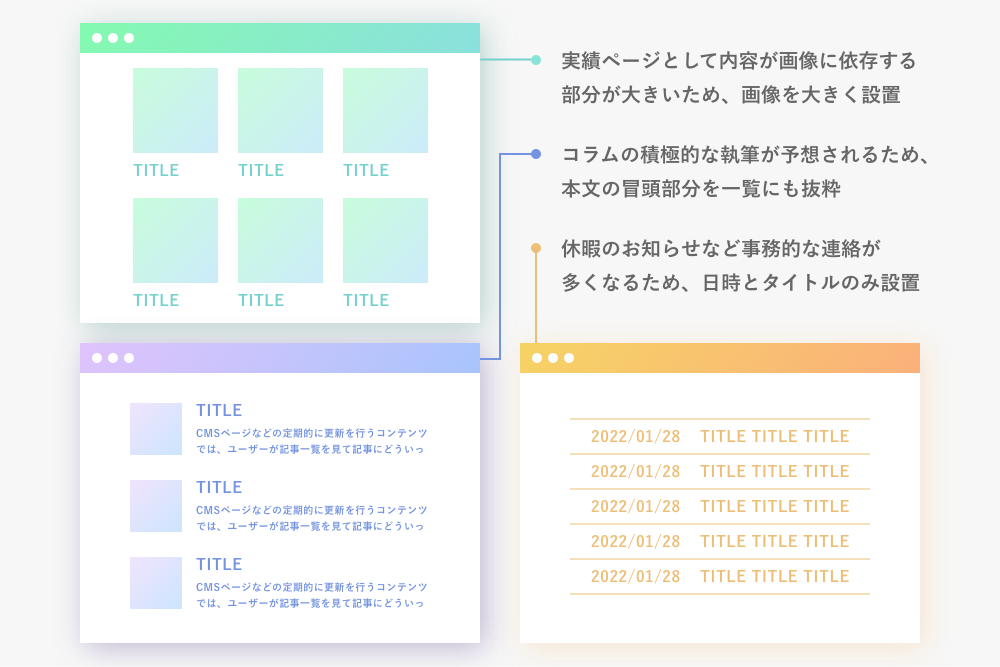 実績ページとして内容が画像に依存する
部分が大きいため、画像を大きく設置
コラムの積極的な執筆が予想されるため、
本文の冒頭部分を一覧にも抜粋
休暇のお知らせなど事務的な連絡が
多くなるため、日時とタイトルのみ設置
TITLE TITLE TITLE
TITLE TITLE TITLE
TITLE
CMSページなどの定期的に更新を行うコンテンツ
では、ユーザーが記事一覧を見て記事にどういっ
TITLE
CMSページなどの定期的に更新を行うコンテンツ
では、ユーザーが記事一覧を見て記事にどういっ
TITLE
CMSページなどの定期的に更新を行うコンテンツ
では、ユーザーが記事一覧を見て記事にどういっ
2022/01/28 TITLE TITLE TITLE
2022/01/28 TITLE TITLE TITLE
2022/01/28 TITLE TITLE TITLE
2022/01/28 TITLE TITLE TITLE
2022/01/28 TITLE TITLE TITLE